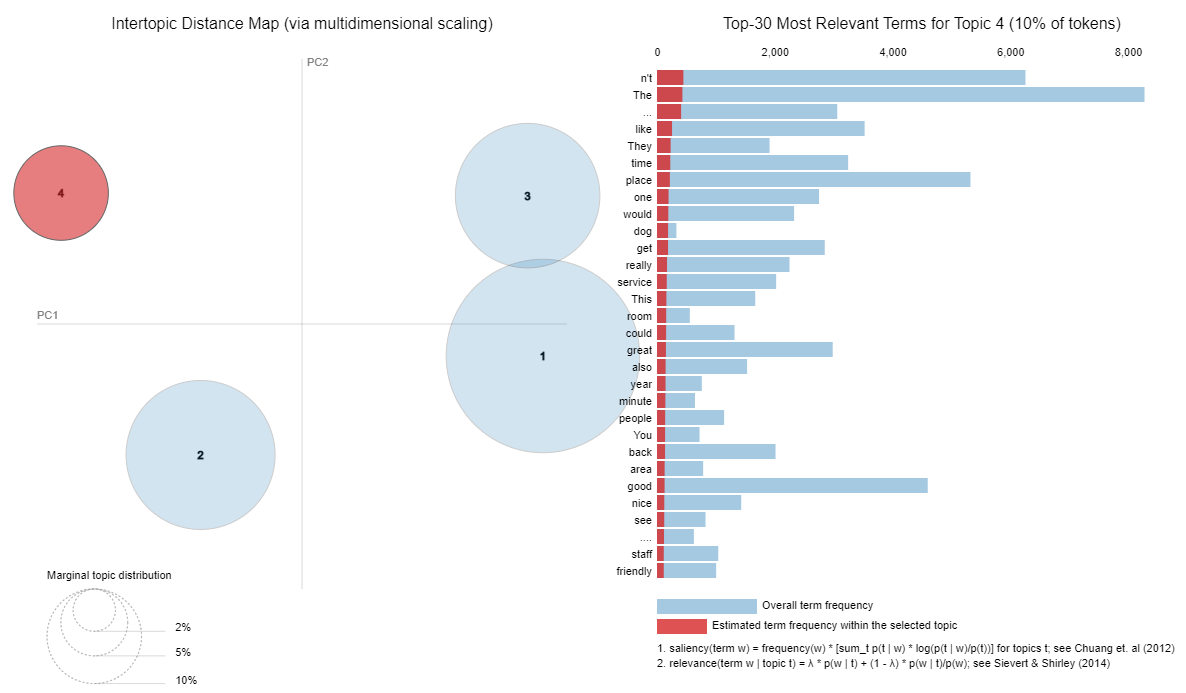 Intertopic Distance Map (via multidimensional scaling)
PC2
PC1
4
3
1
2
Marginal topic distribution
2%
5%
10%
Top-30 Most Relevant Terms for Topic 4 (10% of tokens)
0 2,000 4,000 6,000 8,000
n't
The
...
like
They
time
place
one
would
dog
get
really
service
This
room
could
great
also
year
minute
people
You
back
area
good
nice
see
....
staff
friendly
Overall term frequency
Estimated term frequency within the selected topic
1. saliency(term w) = frequency(w) * [sum_t p(t | w) * log(p(t | w)/p(t))] for topics t; see Chuang et. al (2012)
2. relevance(term w | topic t) = λ * p(w | t) + (1 - λ) * p(w | t)/p(w); see Sievert & Shirley (2014)